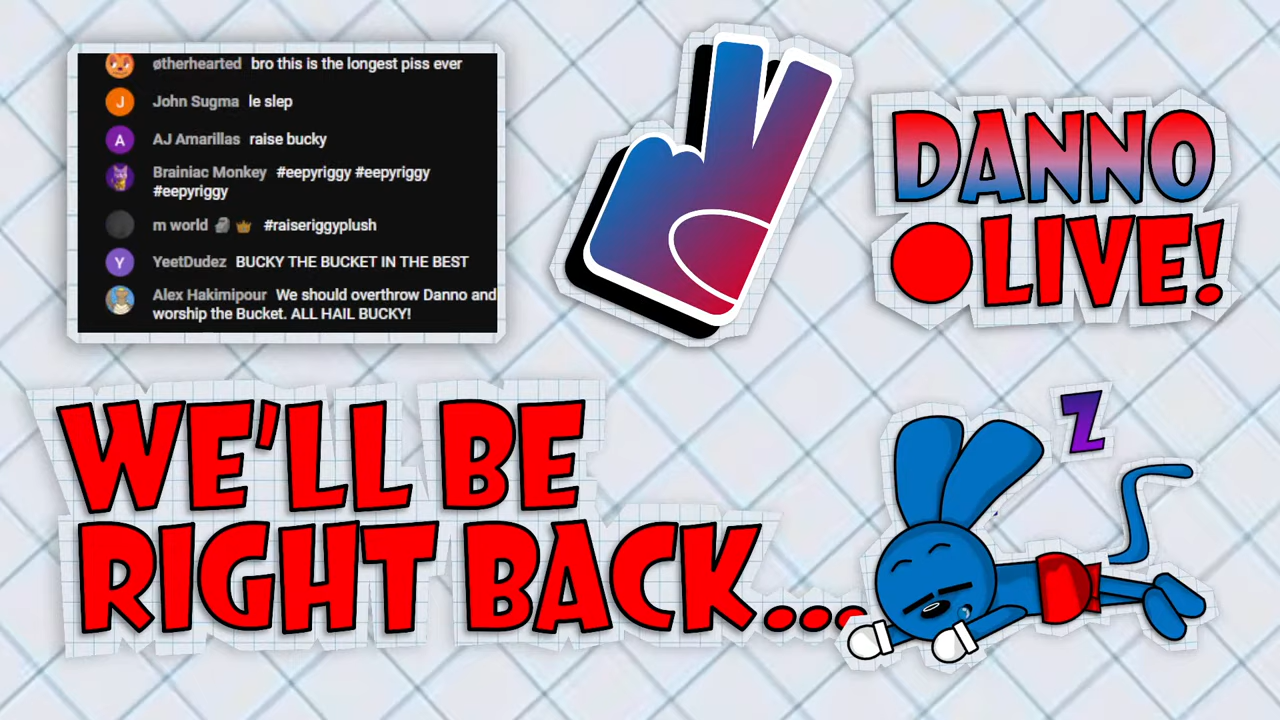 øtherhearted bro this is the longest piss ever
J John Sugma le slep
A AJ Amarillas raise bucky
Brainiac Monkey #eepyriggy #eepyriggy
#eepyriggy
m world 🗿 👑 #raiseriggyplush
Y YeetDudez BUCKY THE BUCKET IN THE BEST
Alex Hakimipour We should overthrow Danno and
worship the Bucket. ALL HAIL BUCKY!
DANNO
LIVE!
WE'LL BE
RIGHT BACK...
Z